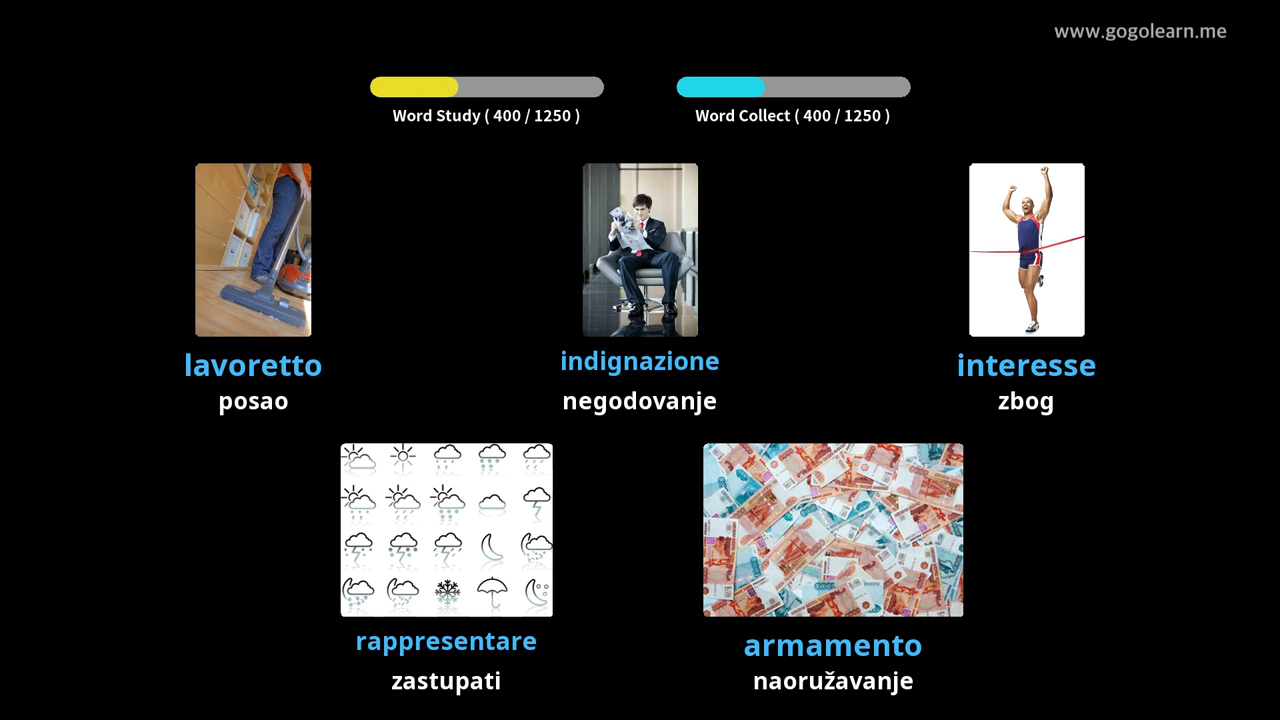 www.gogolearn.me
Word Study ( 400 / 1250 )
Word Collect ( 400 / 1250 )
lavoretto
posao
indignazione
negodovanje
interesse
zbog
rappresentare
zastupati
armamento
naoružavanje